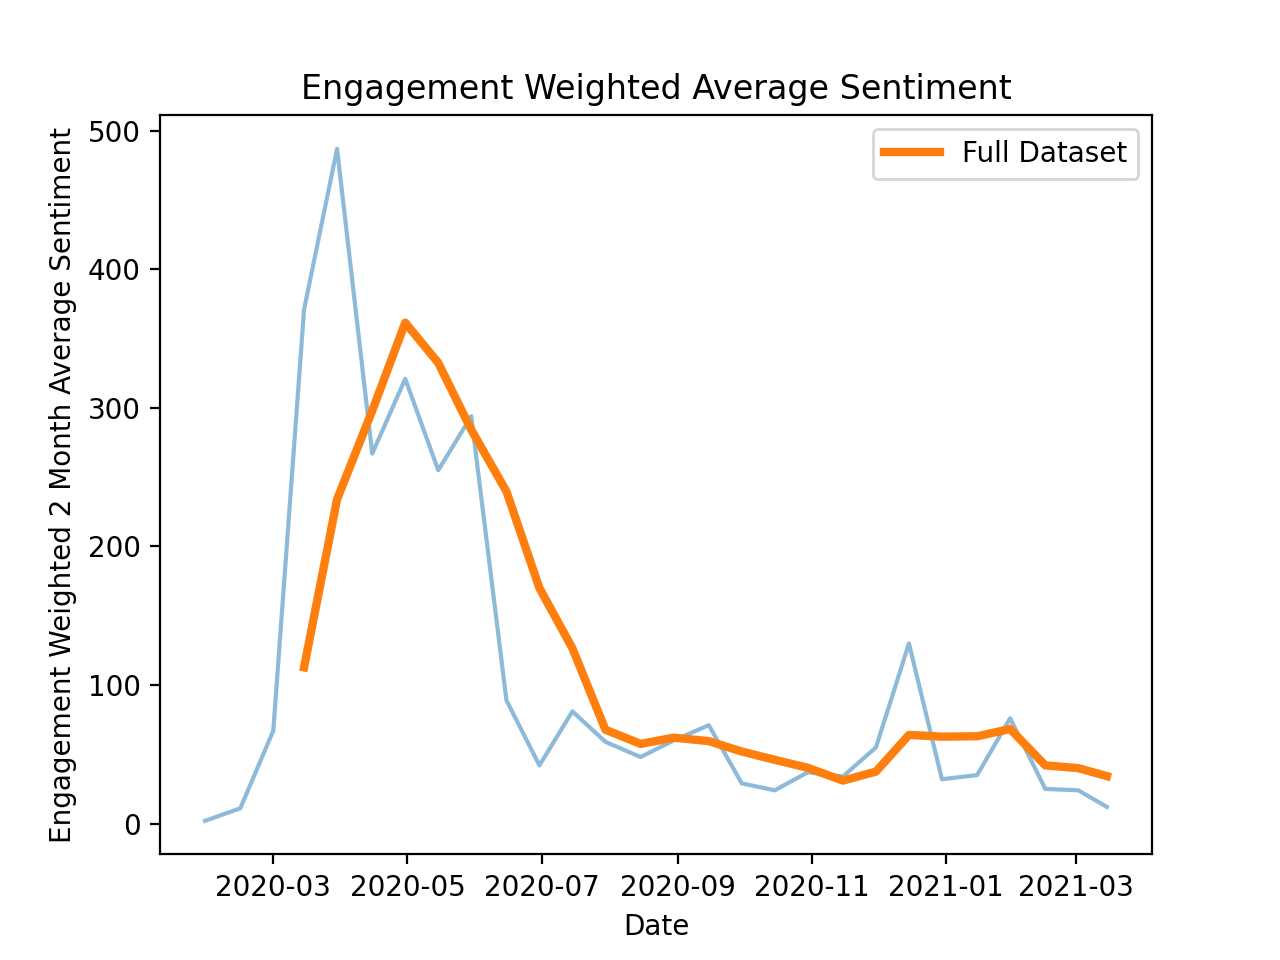 Engagement Weighted Average Sentiment
Full Dataset
Engagement Weighted 2 Month Average Sentiment
500
400
300
200
100
0
2020-03 2020-05 2020-07 2020-09 2020-11 2021-01 2021-03
Date